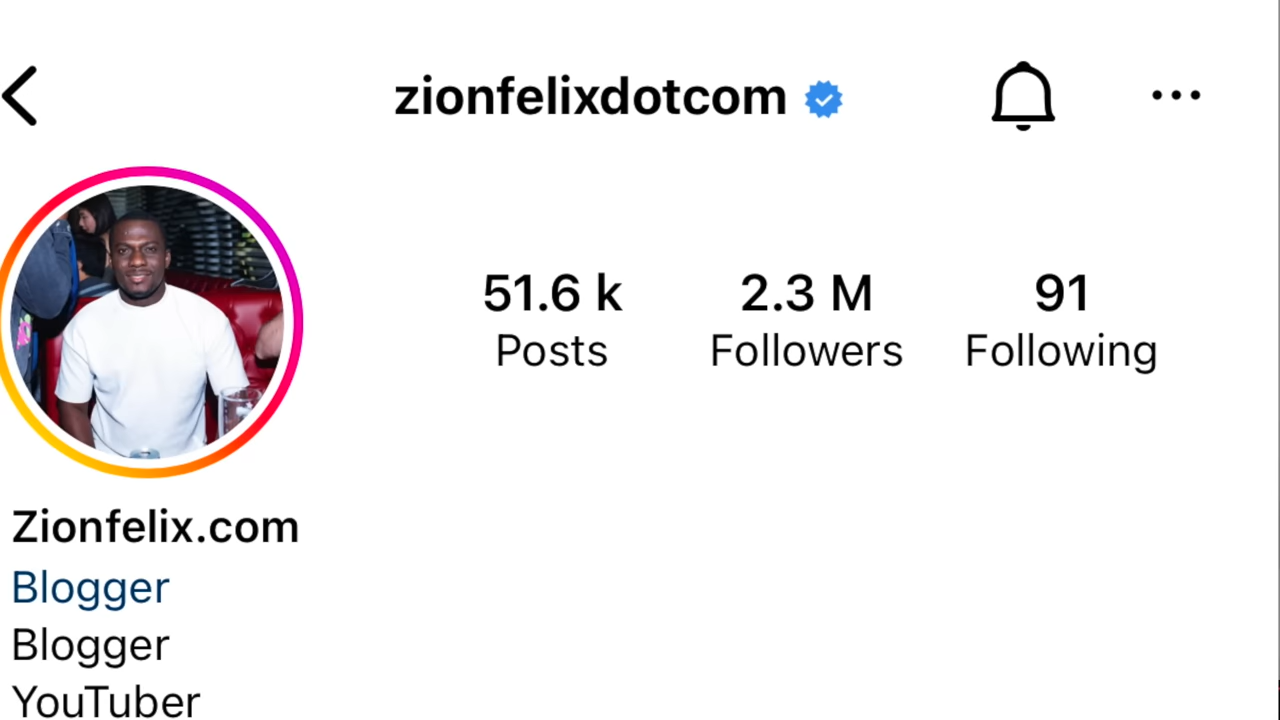 zionfelixdotcom
51.6 k 2.3 M 91
Posts Followers Following
Zionfelix.com
Blogger
Blogger
YouTuber